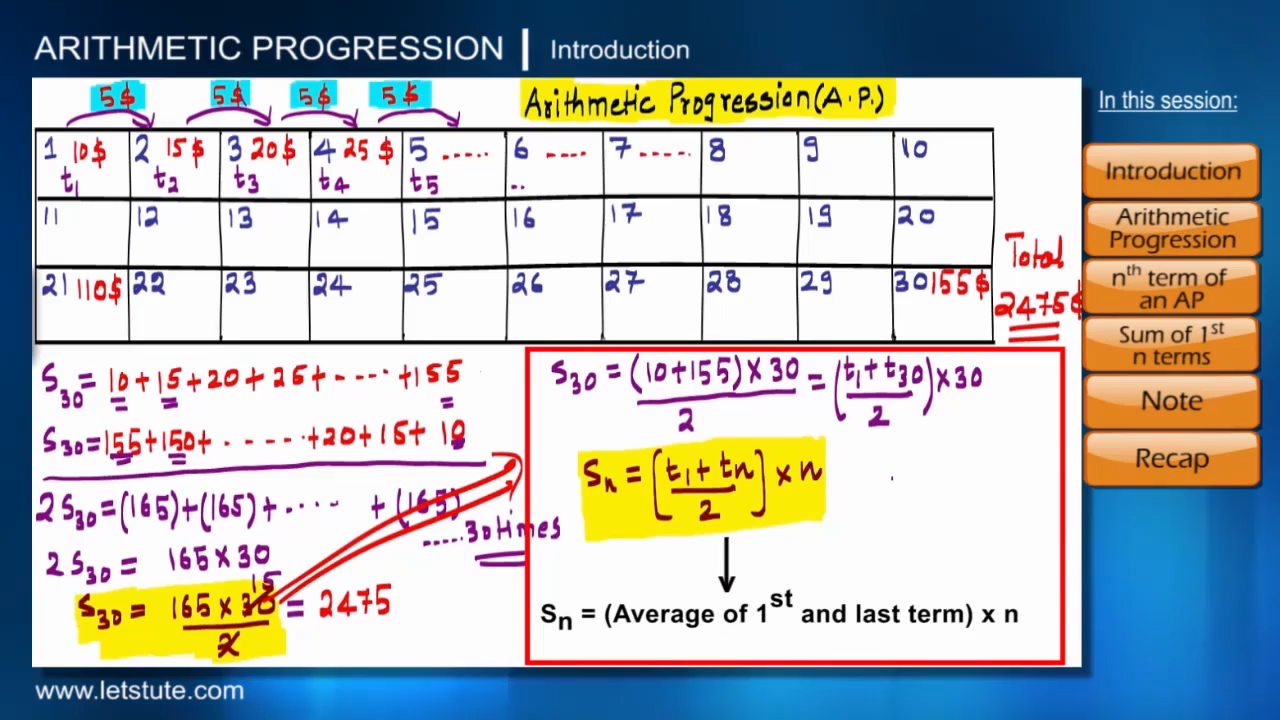 ARITHMETIC PROGRESSION | Introduction
5$ 5$ 5$ 5$
Arithmetic Progression (A.P.)
In this session:
1 10$ 2 15$ 3 20$ 4 25$ 5 ..... 6 .... 7 ..... 8 9 10
t1 t2 t3 t4 t5 ..
11 12 13 14 15 16 17 18 19 20
21 110$ 22 23 24 25 26 27 28 29 30 155$
Total
2475$
S30 = 10+15+20+25+ ..... +155
S30 = 155+150+ ...... +20+15+10
2S30 = (165)+(165)+ ..... +(165)
.....30times
2S30 = 165×30
15
S30 = 165×30/2 = 2475
S30 = (10+155)×30/2 = (t1+t30/2)×30
Sn = [t1+tn/2] × n
Sn = (Average of 1st and last term) x n
Introduction
Arithmetic
Progression
nth term of
an AP
Sum of 1st
n terms
Note
Recap
www.letstute.com